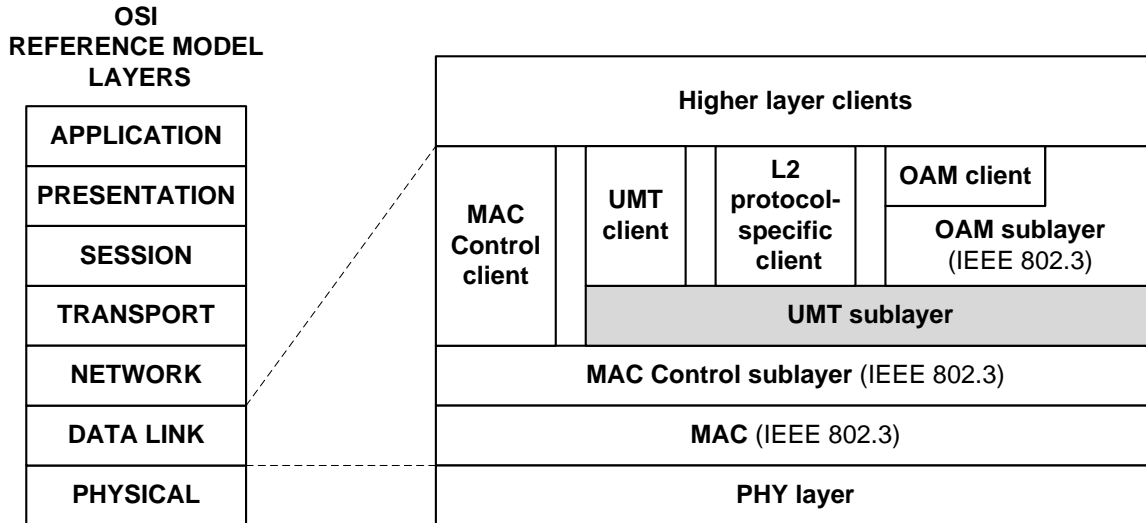 OSI
REFERENCE MODEL
LAYERS
APPLICATION
PRESENTATION
SESSION
TRANSPORT
NETWORK
DATA LINK
PHYSICAL
Higher layer clients
MAC
Control
client
UMT
client
L2
protocol-
specific
client
OAM client
OAM sublayer
(IEEE 802.3)
UMT sublayer
MAC Control sublayer (IEEE 802.3)
MAC (IEEE 802.3)
PHY layer